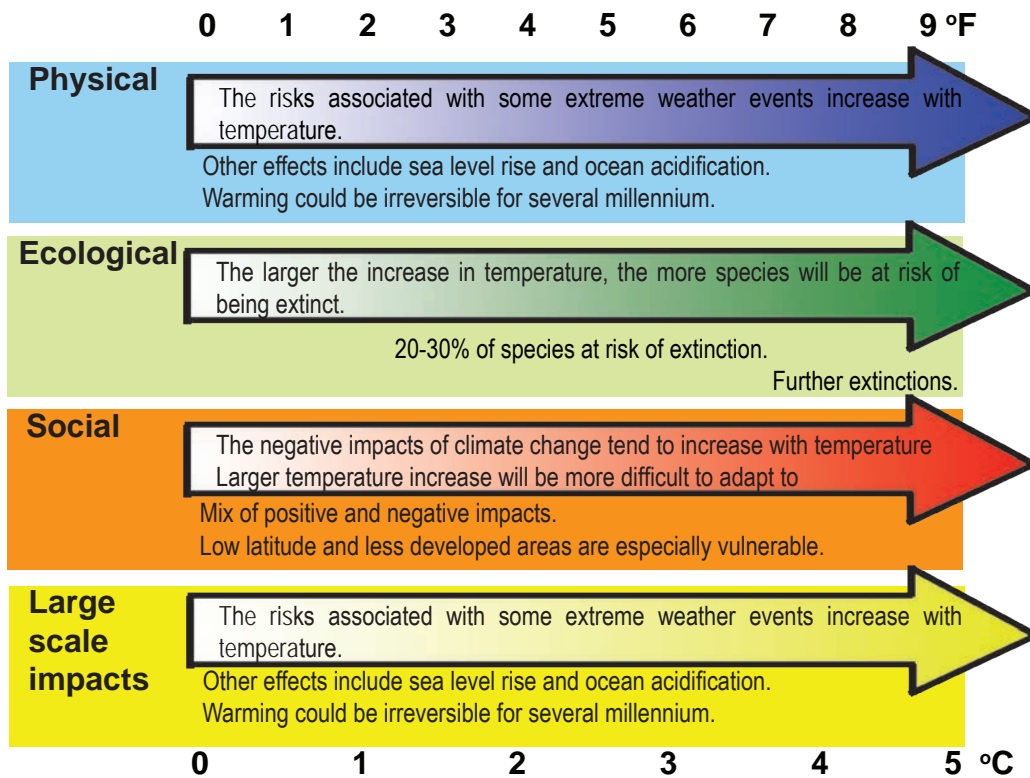 0 1 2 3 4 5 6 7 8 9 °F
Physical
The risks associated with some extreme weather events increase with
temperature.
Other effects include sea level rise and ocean acidification.
Warming could be irreversible for several millennium.
Ecological
The larger the increase in temperature, the more species will be at risk of
being extinct.
20-30% of species at risk of extinction.
Further extinctions.
Social
The negative impacts of climate change tend to increase with temperature
Larger temperature increase will be more difficult to adapt to
Mix of positive and negative impacts.
Low latitude and less developed areas are especially vulnerable.
Large
scale
impacts
The risks associated with some extreme weather events increase with
temperature.
Other effects include sea level rise and ocean acidification.
Warming could be irreversible for several millennium.
0 1 2 3 4 5 °C